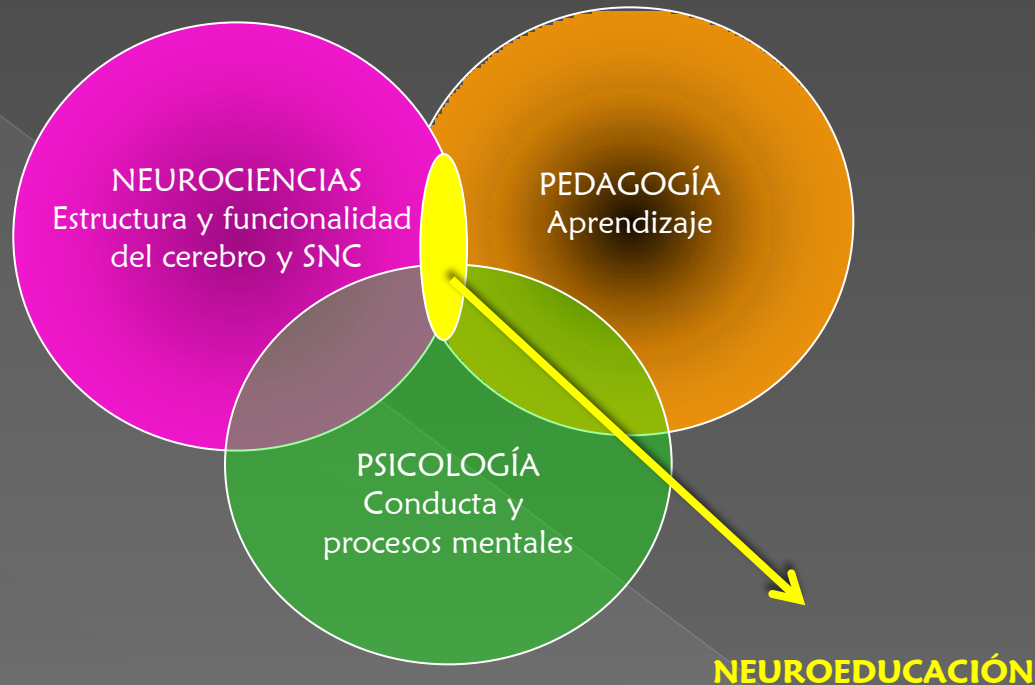 NEUROCIENCIAS
Estructura y funcionalidad
del cerebro y SNC
PEDAGOGÍA
Aprendizaje
PSICOLOGÍA
Conducta y
procesos mentales
NEUROEDUCACIÓN